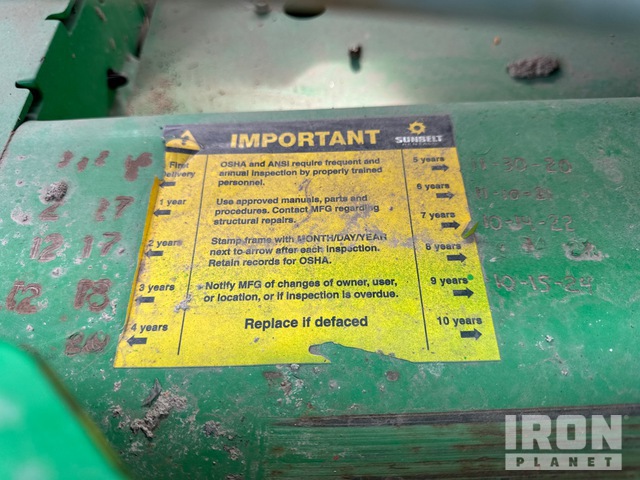 IMPORTANT
SUNBELT
First
Delivery
1 year
2 years
3 years
4 years
OSHA and ANSI require frequent and
annual inspection by properly trained
personnel.
Use approved manuals, parts and
procedures. Contact MFG regarding
structural repairs.
Stamp frame with MONTH/DAY/YEAR
next to arrow after each inspection.
Retain records for OSHA.
Notify MFG of changes of owner, user,
or location, or if inspection is overdue.
Replace if defaced
5 years
6 years
7 years
8 years
9 years
10 years
2 17
12 17
12 18
IRON
PLANET